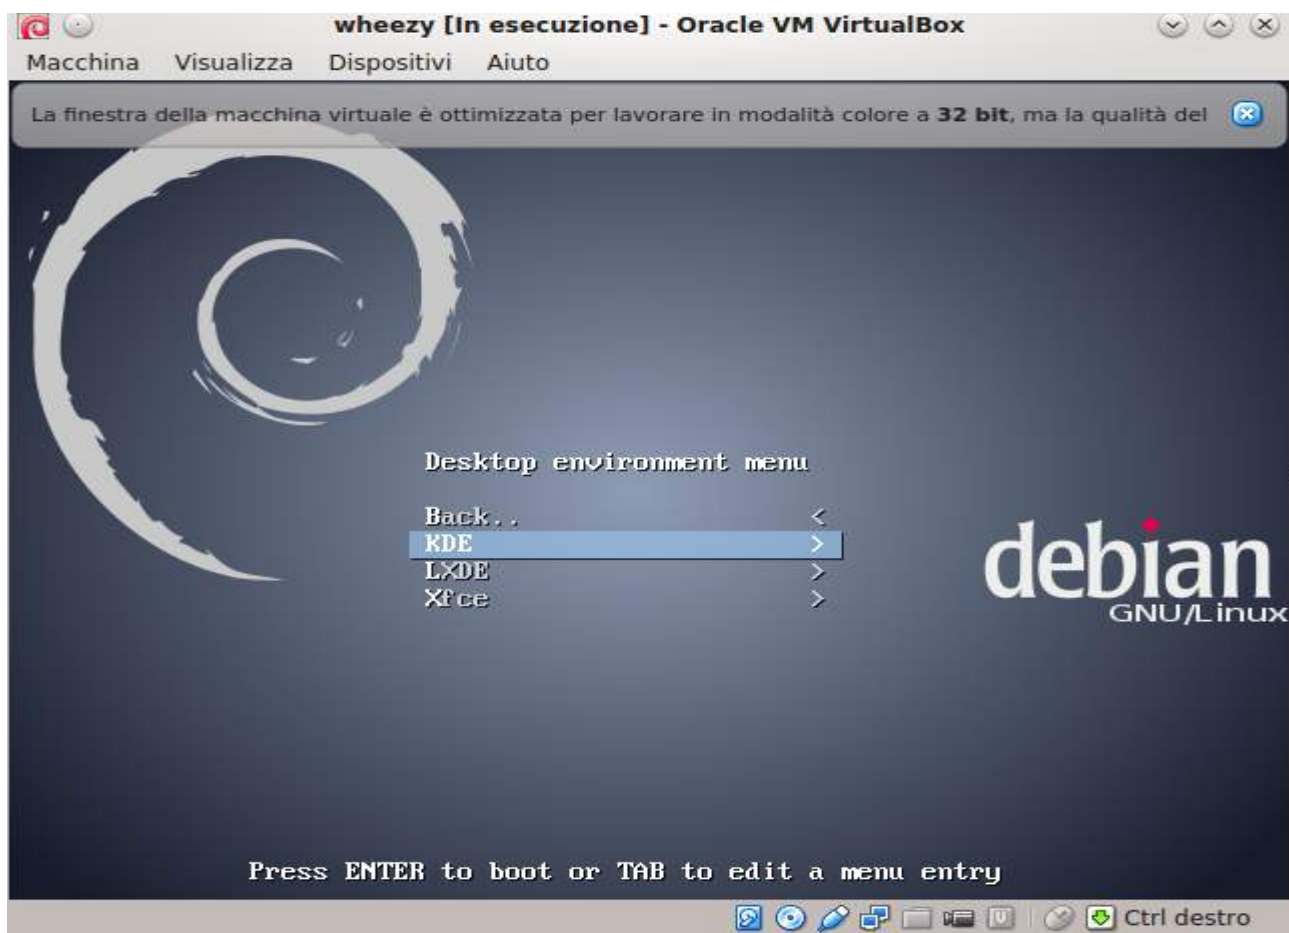 wheezy [In esecuzione] - Oracle VM VirtualBox
Macchina Visualizza Dispositivi Aiuto
La finestra della macchina virtuale è ottimizzata per lavorare in modalità colore a 32 bit, ma la qualità del
Desktop environment menu
Back.. <
KDE >
LXDE >
Xfce >
debian
GNU/Linux
Press ENTER to boot or TAB to edit a menu entry
Ctrl destro